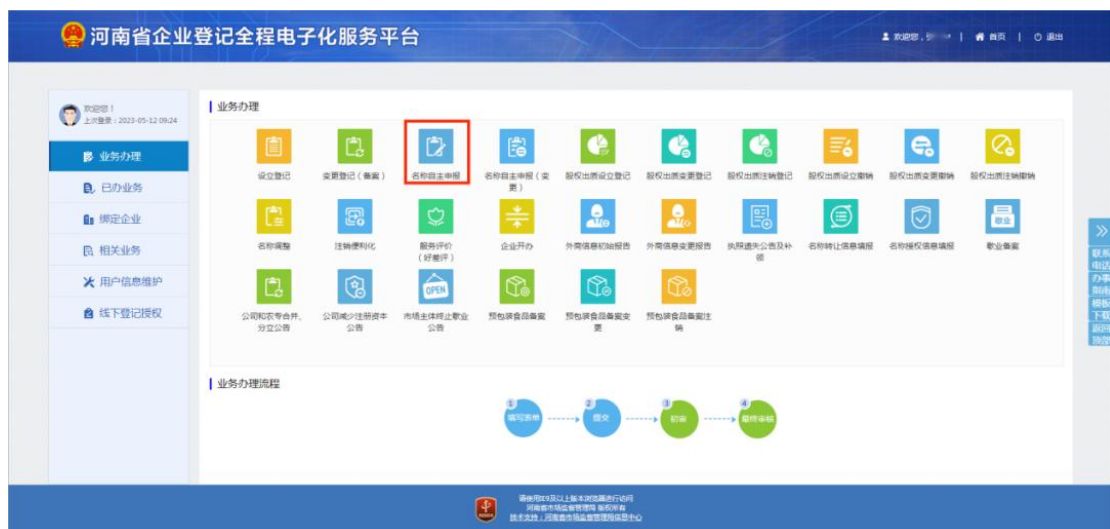 河南省企业登记全程电子化服务平台
欢迎您，
首页
退出
欢迎您！
上次登录：2023-05-12 09:24
业务办理
已办业务
绑定企业
相关业务
用户信息维护
线下登记授权
业务办理
设立登记
变更登记（备案）
名称自主申报
名称自主申报（变
更）
股权出质设立登记
股权出质变更登记
股权出质注销登记
股权出质设立撤销
股权出质变更撤销
股权出质注销撤销
名称调整
注销便利化
服务评价
（好差评）
企业开办
外商信息初始报告
外商信息变更报告
执照遗失公告及补
领
名称转让信息填报
名称授权信息填报
歇业
歇业备案
公司和农专合并、
分立公告
公司减少注册资本
公告
OPEN
市场主体终止歇业
公告
预包装食品备案
预包装食品备案变
更
预包装食品备案注
销
业务办理流程
1
填写表单
2
提交
3
初审
4
最终审核
联系
电话
办事
指南
模板
下载
返回
顶部
请使用IE9及以上版本浏览器进行访问
河南省市场监督管理局 版权所有
技术支持：河南省市场监督管理局信息中心